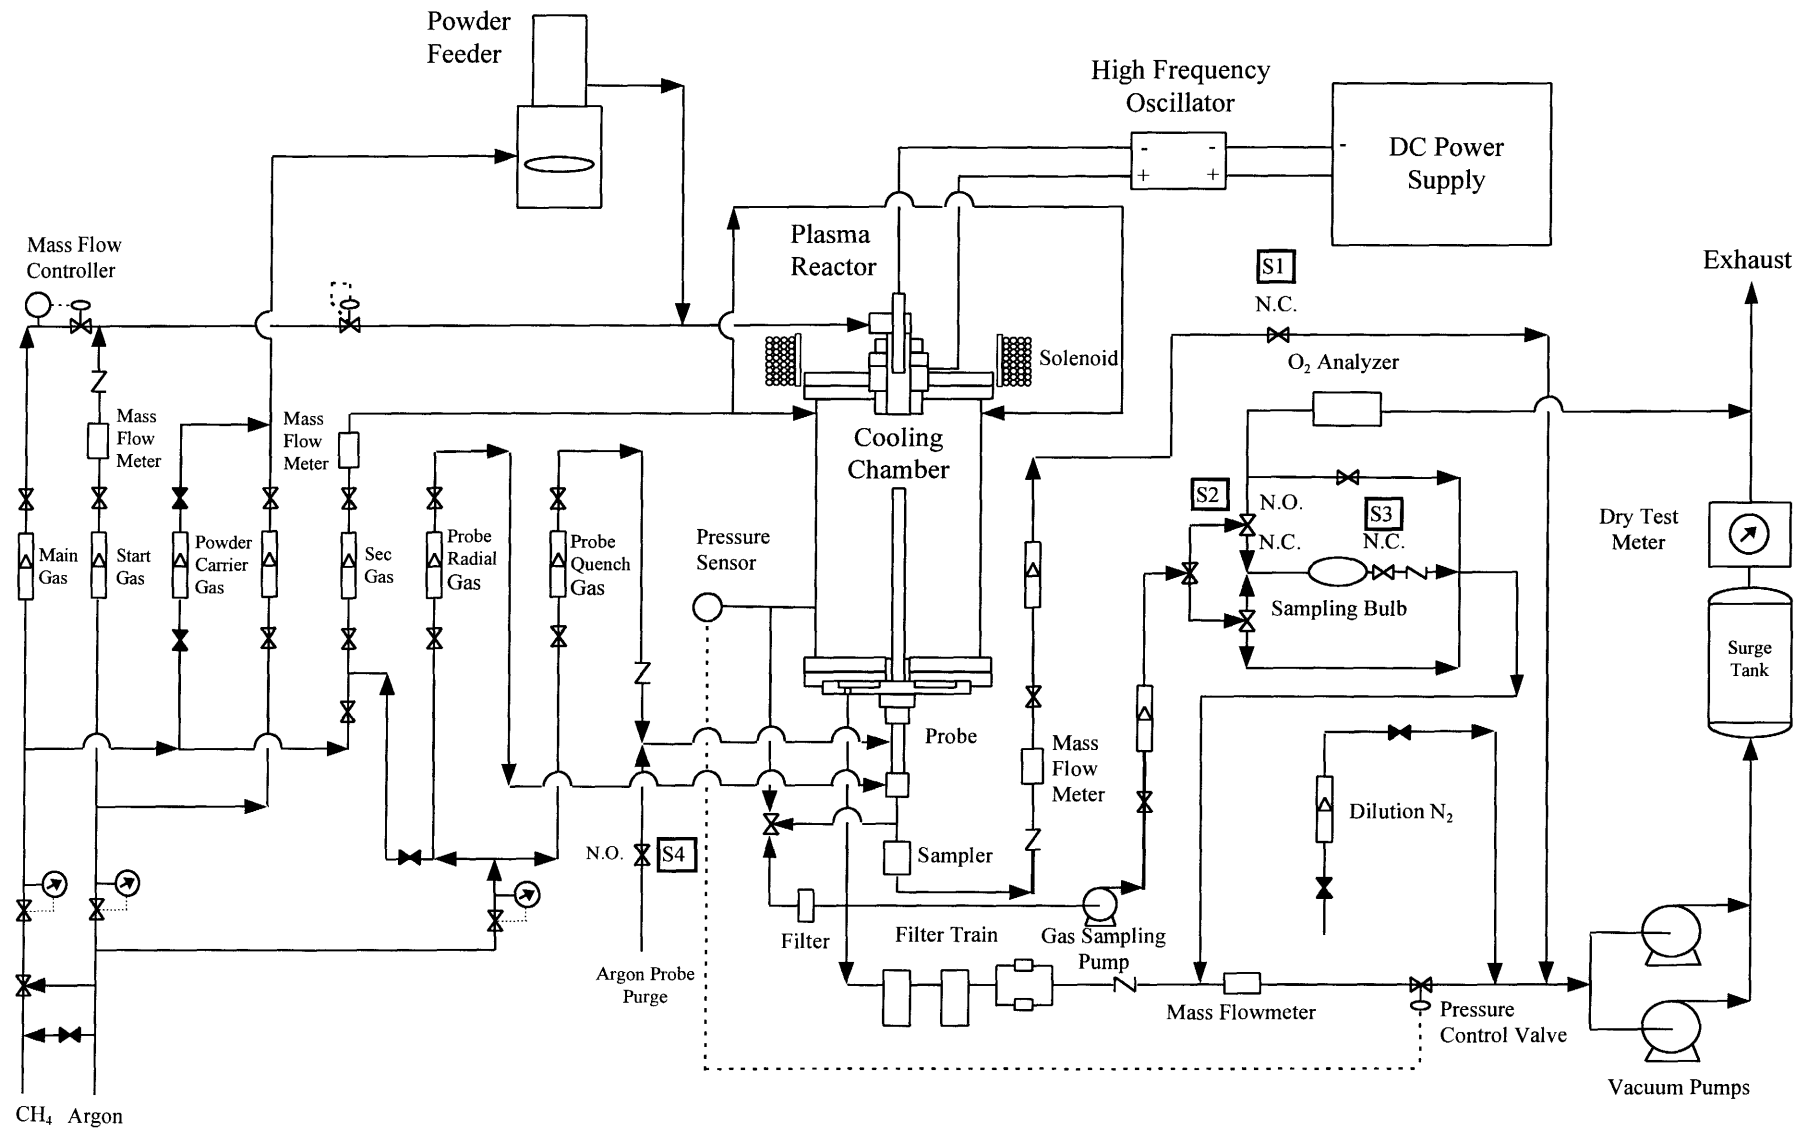 Powder
Feeder
High Frequency
Oscillator
DC Power
Supply
-
-
-
+
+
Mass Flow
Controller
Plasma
Reactor
S1
N.C.
Exhaust
Solenoid
O₂ Analyzer
Mass
Flow
Meter
Mass
Flow
Meter
Cooling
Chamber
S2
N.O.
S3
N.C.
N.C.
Dry Test
Meter
Pressure
Sensor
Main
Gas
Start
Gas
Powder
Carrier
Gas
Sec
Gas
Probe
Radial
Gas
Probe
Quench
Gas
Sampling Bulb
Surge
Tank
Probe
Mass
Flow
Meter
Dilution N₂
N.O.
S4
Sampler
Filter
Filter Train
Gas Sampling
Pump
Argon Probe
Purge
Mass Flowmeter
Pressure
Control Valve
Vacuum Pumps
CH₄
Argon